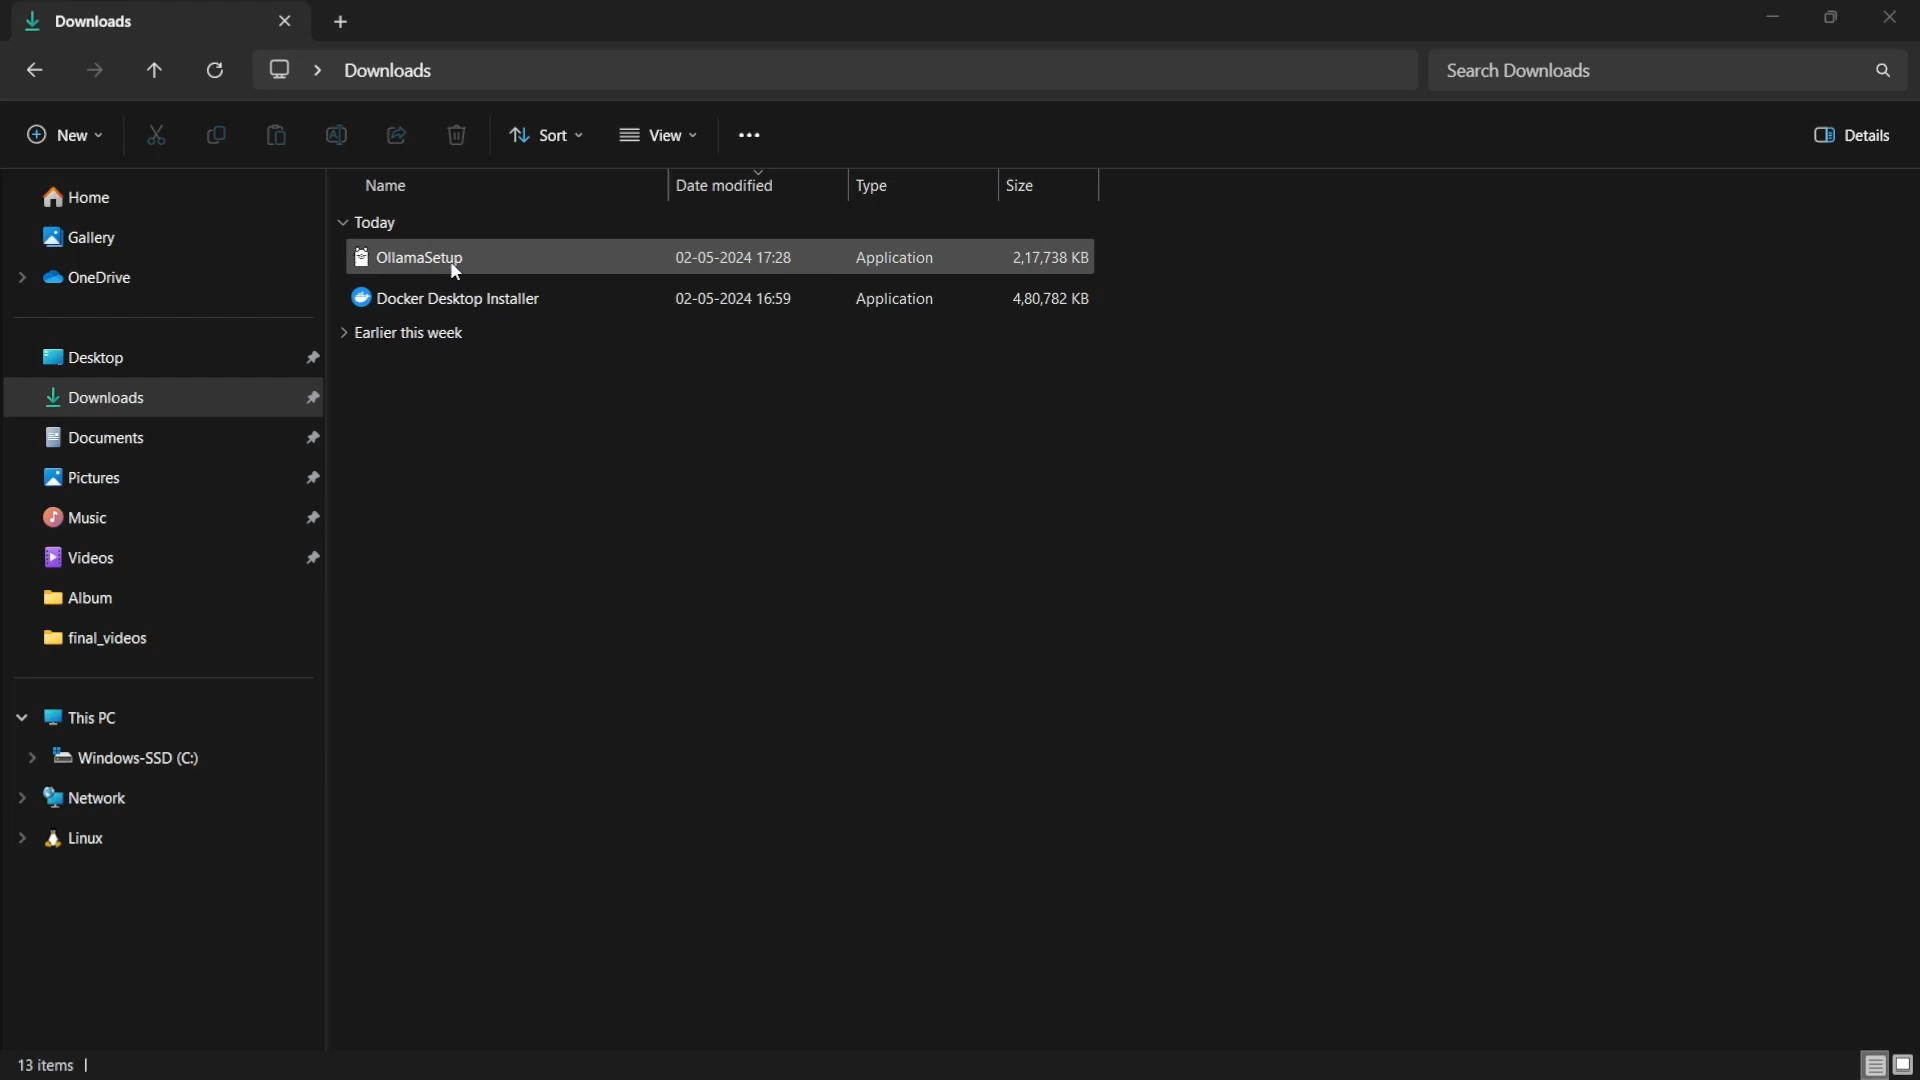 Downloads
Downloads
Search Downloads
New
Sort
View
Details
Name Date modified Type Size
Home
Gallery
OneDrive
Desktop
Downloads
Documents
Pictures
Music
Videos
Album
final_videos
This PC
Windows-SSD (C:)
Network
Linux
Today
OllamaSetup 02-05-2024 17:28 Application 2,17,738 KB
Docker Desktop Installer 02-05-2024 16:59 Application 4,80,782 KB
Earlier this week
13 items